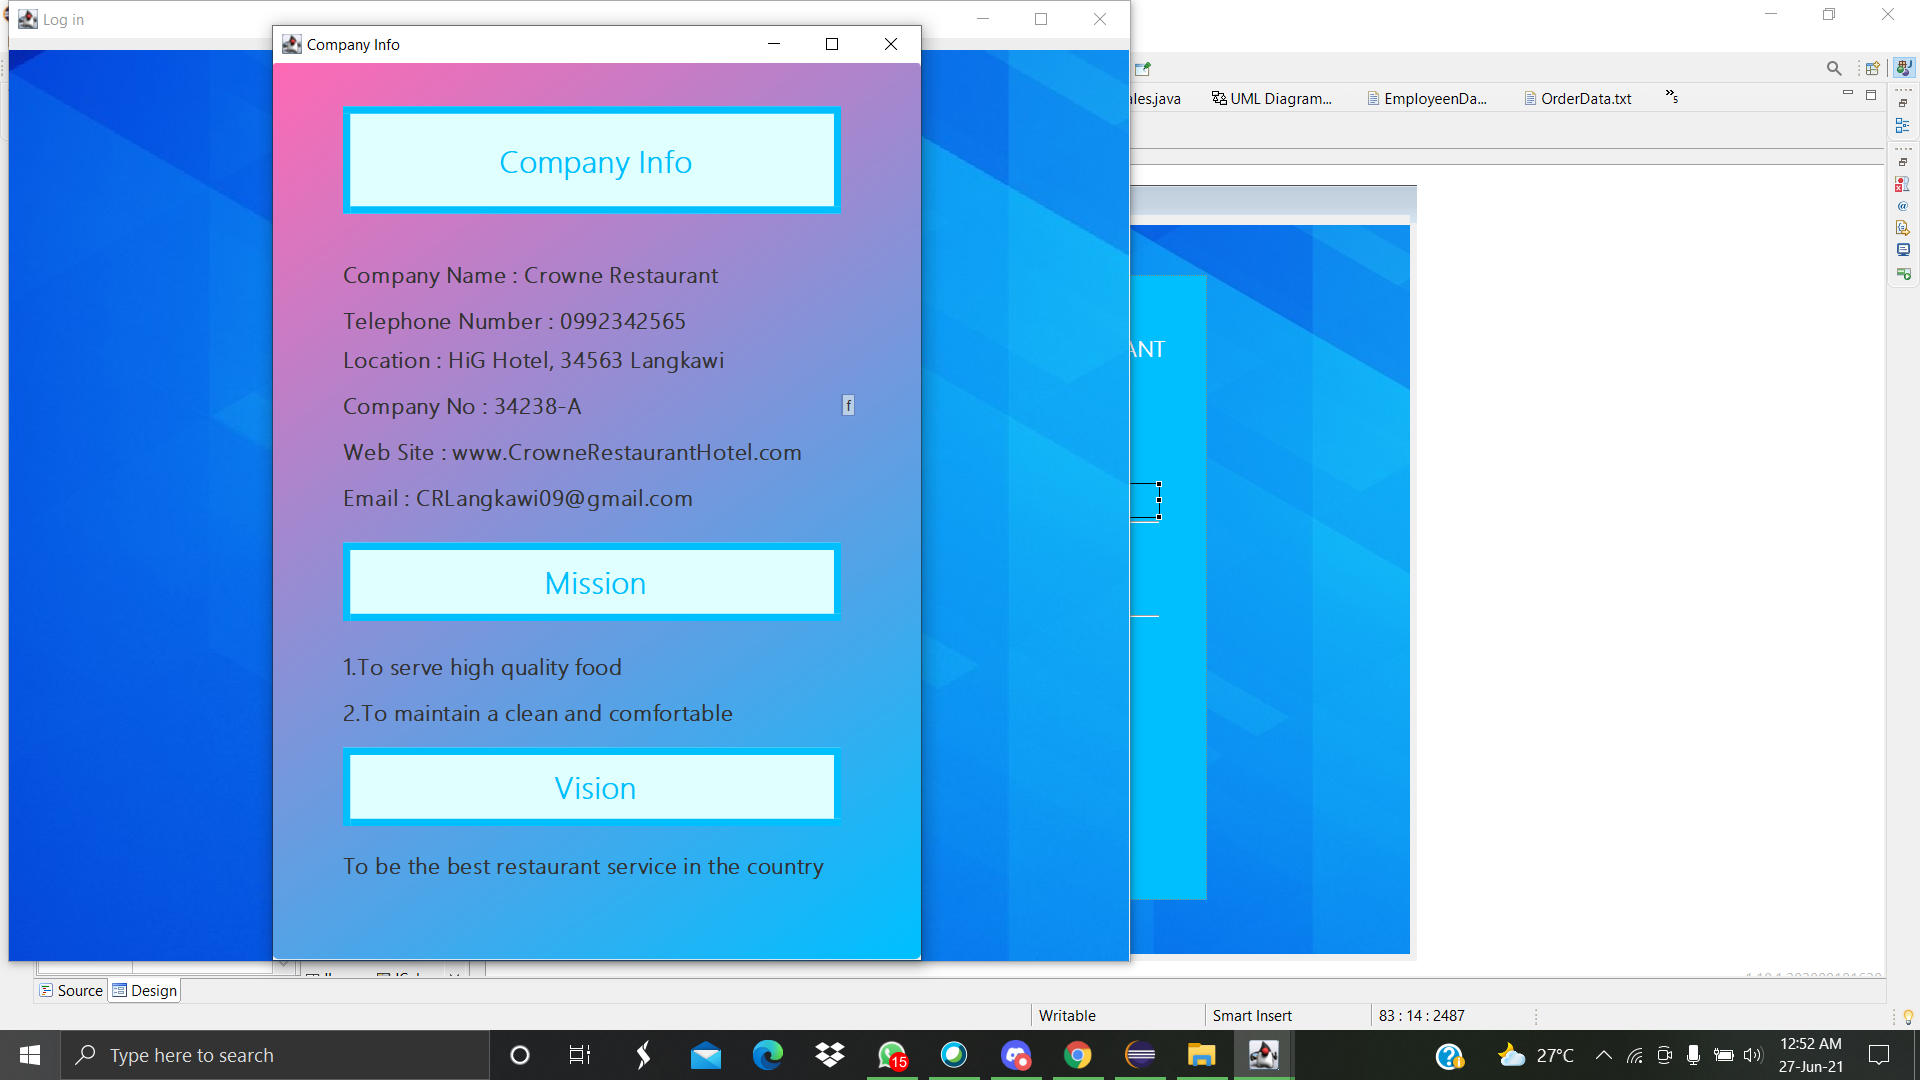 Log in
Company Info
Company Info
Company Name : Crowne Restaurant
Telephone Number : 0992342565
Location : HiG Hotel, 34563 Langkawi
Company No : 34238-A
f
Web Site : www.CrowneRestaurantHotel.com
Email : CRLangkawi09@gmail.com
Mission
1.To serve high quality food
2.To maintain a clean and comfortable
Vision
To be the best restaurant service in the country
ales.java
UML Diagram...
EmployeenDa...
OrderData.txt
»5
ANT
Source
Design
Writable
Smart Insert
83 : 14 : 2487
Type here to search
15
27°C
12:52 AM
27-Jun-21